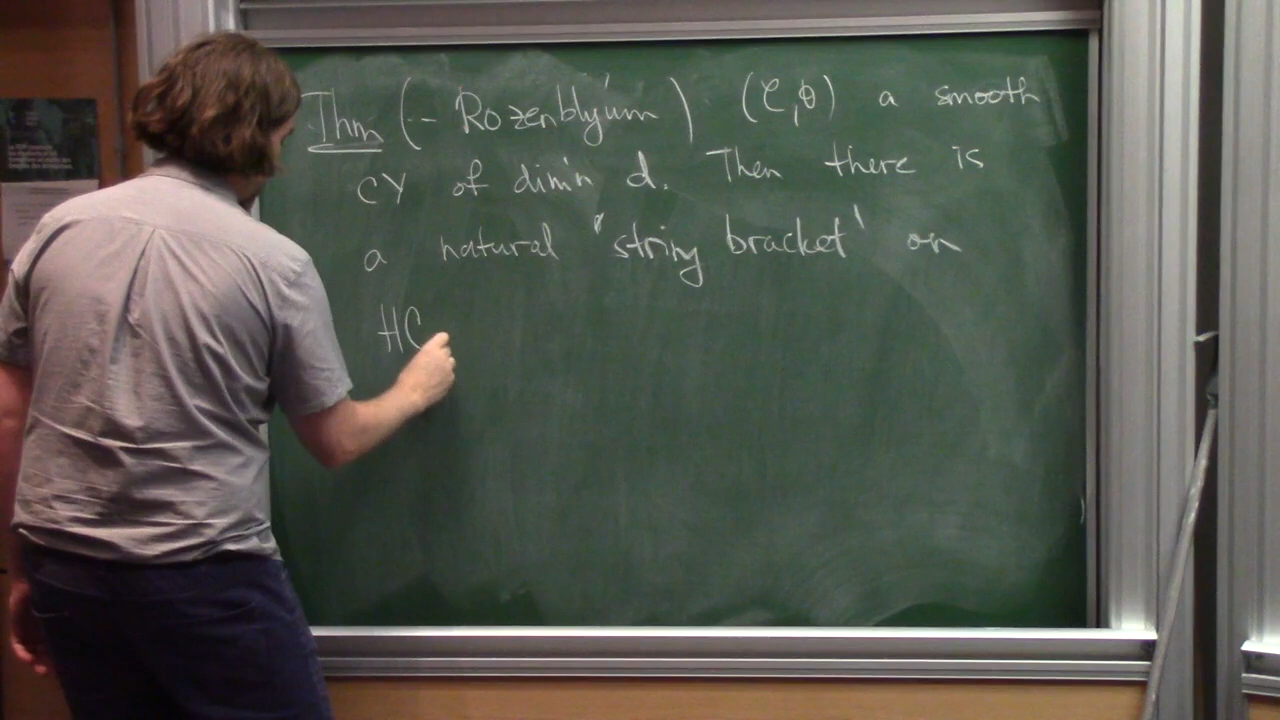 Thm (– Rozenblyum) (C,θ) a smooth
CY of dim'n d. Then there is
a natural 'string bracket' on
HC